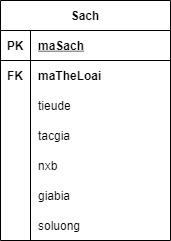 Sach
PK maSach
FK maTheLoai
tieude
tacgia
nxb
giabia
soluong